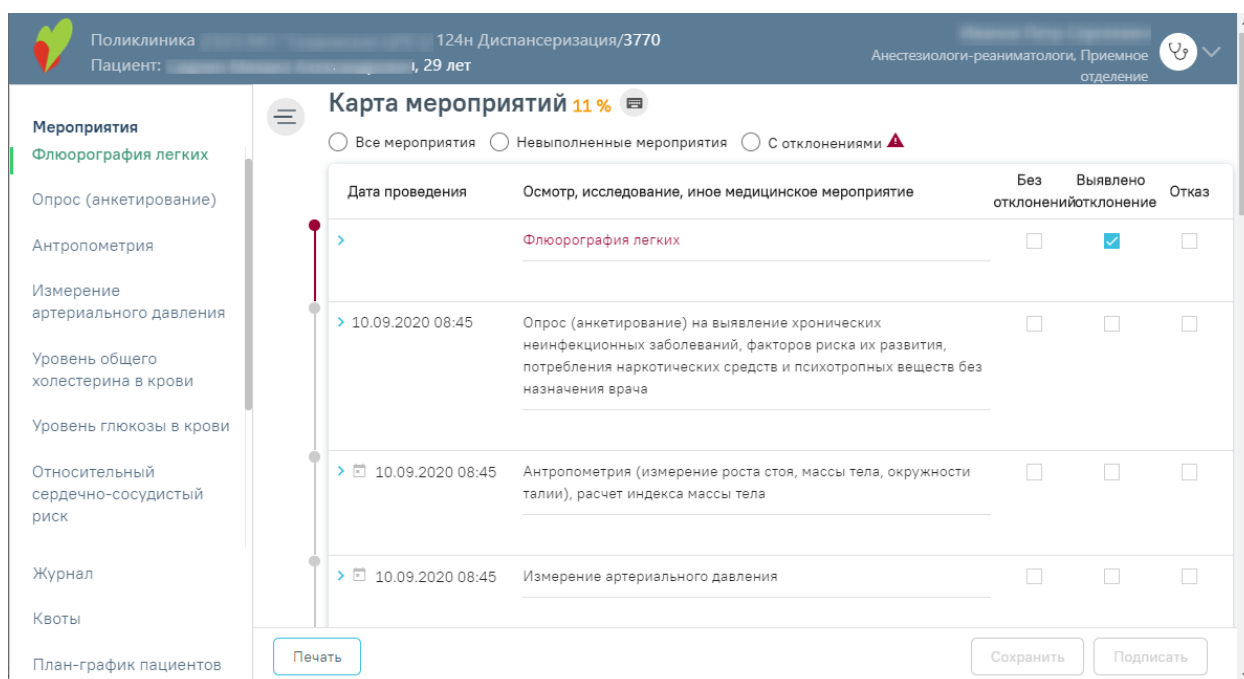 Поликлиника 124н Диспансеризация/3770
Пациент: , 29 лет
Анестезиологи-реаниматологи, Приемное
отделение
Мероприятия
Флюорография легких
Опрос (анкетирование)
Антропометрия
Измерение
артериального давления
Уровень общего
холестерина в крови
Уровень глюкозы в крови
Относительный
сердечно-сосудистый
риск
Журнал
Квоты
План-график пациентов
Карта мероприятий 11 %
Все мероприятия Невыполненные мероприятия С отклонениями
Дата проведения Осмотр, исследование, иное медицинское мероприятие Без отклонений Выявлено отклонение Отказ
Флюорография легких
10.09.2020 08:45 Опрос (анкетирование) на выявление хронических
неинфекционных заболеваний, факторов риска их развития,
потребления наркотических средств и психотропных веществ без
назначения врача
10.09.2020 08:45 Антропометрия (измерение роста стоя, массы тела, окружности
талии), расчет индекса массы тела
10.09.2020 08:45 Измерение артериального давления
Печать Сохранить Подписать